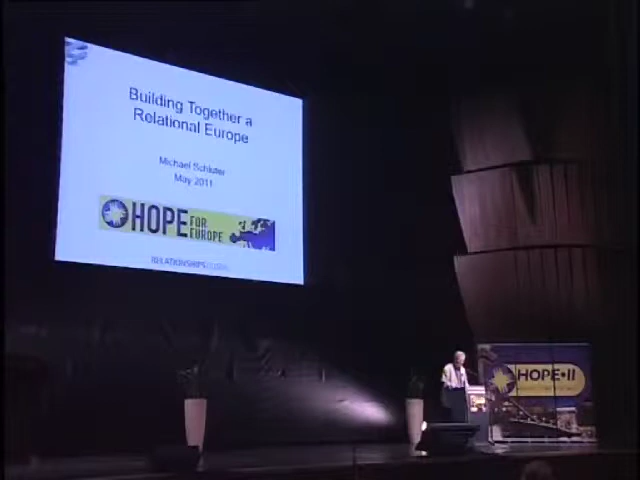 Building Together a
Relational Europe
Michael Schluter
May 2011
HOPE FOR
EUROPE
HOPE•II